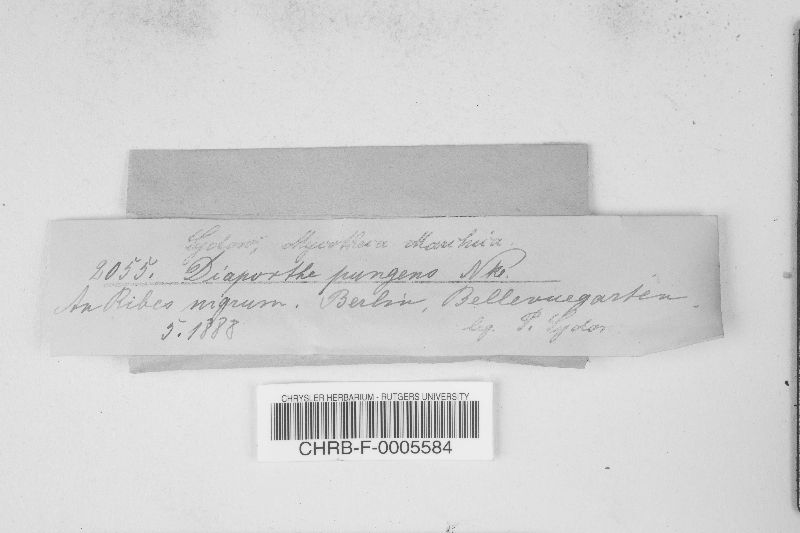 Sydow, Mycotheca Marchica.
2055. Diaporthe pungens Nke.
An Ribes nigrum. Berlin, Bellevuegarten.
5. 1888 leg. P. Sydow
CHRYSLER HERBARIUM - RUTGERS UNIVERSITY
CHRB-F-0005584